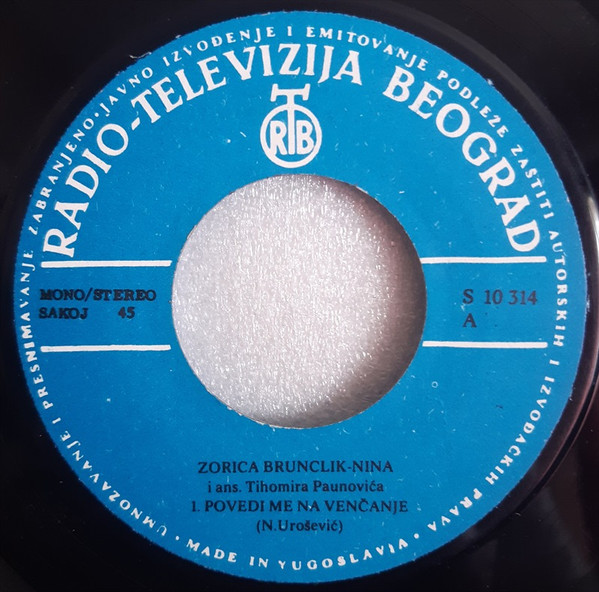 UMNOŽAVANJE I PRESNIMAVANJE ZABRANJENO · JAVNO IZVOĐENJE I EMITOVANJE PODLEŽE ZAŠTITI AUTORSKIH I IZVOĐAČKIH PRAVA ·
RADIO-TELEVIZIJA BEOGRAD
RTB
MONO/STEREO
SAKOJ 45
S 10 314
A
ZORICA BRUNCLIK-NINA
i ans. Tihomira Paunovića
1. POVEDI ME NA VENČANJE
(N. Urošević)
· MADE IN YUGOSLAVIA ·